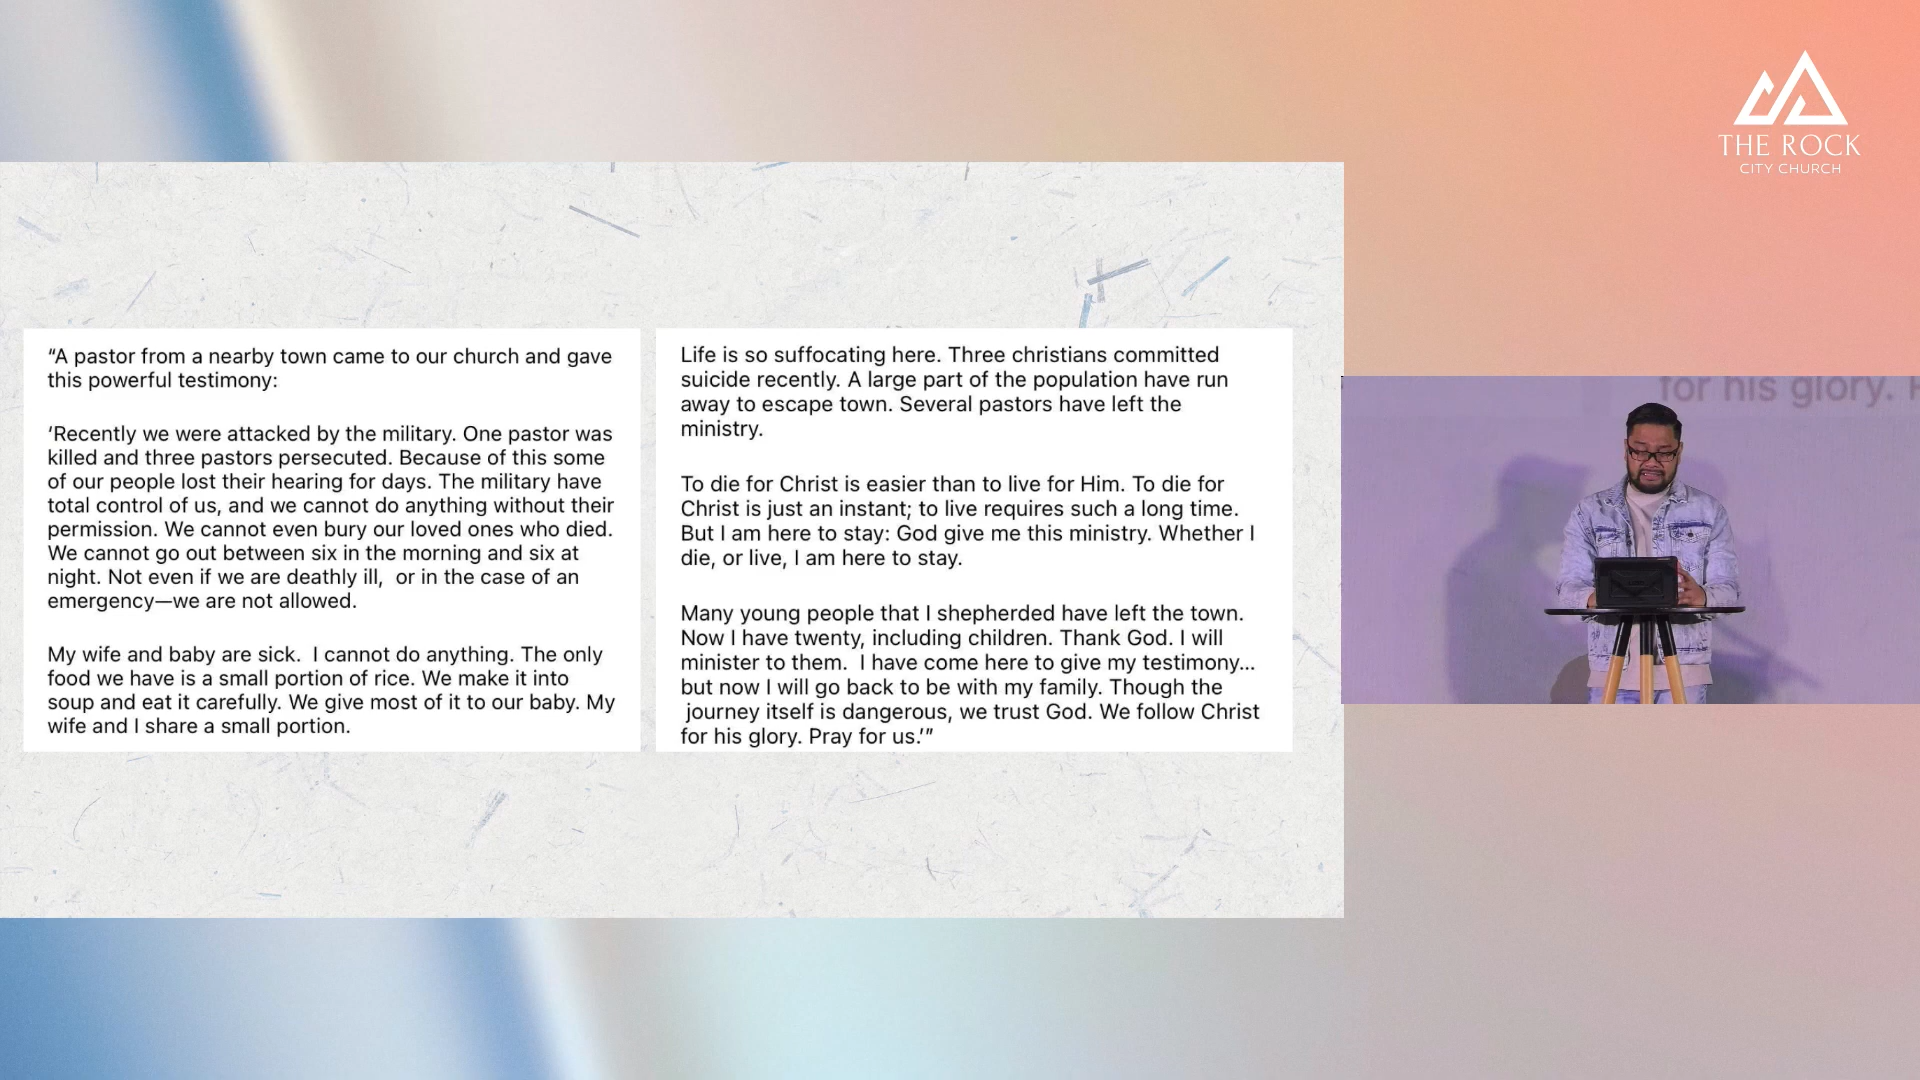 THE ROCK
CITY CHURCH
“A pastor from a nearby town came to our church and gave
this powerful testimony:
‘Recently we were attacked by the military. One pastor was
killed and three pastors persecuted. Because of this some
of our people lost their hearing for days. The military have
total control of us, and we cannot do anything without their
permission. We cannot even bury our loved ones who died.
We cannot go out between six in the morning and six at
night. Not even if we are deathly ill,  or in the case of an
emergency—we are not allowed.
My wife and baby are sick.  I cannot do anything. The only
food we have is a small portion of rice. We make it into
soup and eat it carefully. We give most of it to our baby. My
wife and I share a small portion.
Life is so suffocating here. Three christians committed
suicide recently. A large part of the population have run
away to escape town. Several pastors have left the
ministry.
To die for Christ is easier than to live for Him. To die for
Christ is just an instant; to live requires such a long time.
But I am here to stay: God give me this ministry. Whether I
die, or live, I am here to stay.
Many young people that I shepherded have left the town.
Now I have twenty, including children. Thank God. I will
minister to them.  I have come here to give my testimony...
but now I will go back to be with my family. Though the
journey itself is dangerous, we trust God. We follow Christ
for his glory. Pray for us.’”
for his glory.